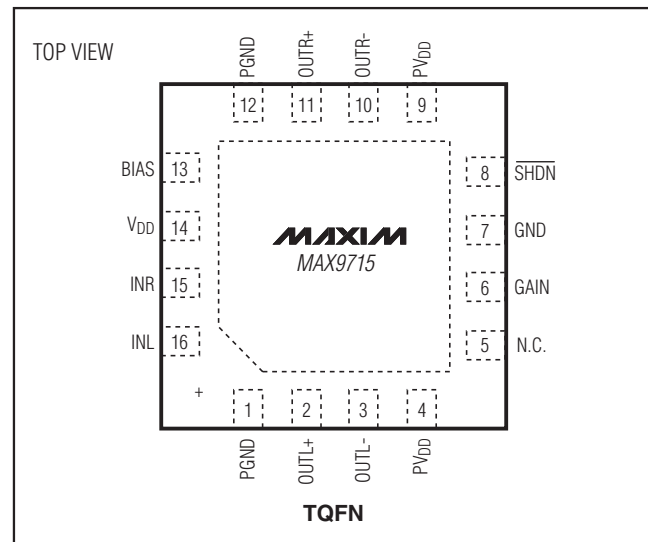 TOP VIEW
PGND
OUTR+
OUTR-
PVDD
12
11
10
9
BIAS 13
8 SHDN
VDD 14
7 GND
MAXIM
MAX9715
INR 15
6 GAIN
INL 16
5 N.C.
+
1
2
3
4
PGND
OUTL+
OUTL-
PVDD
TQFN